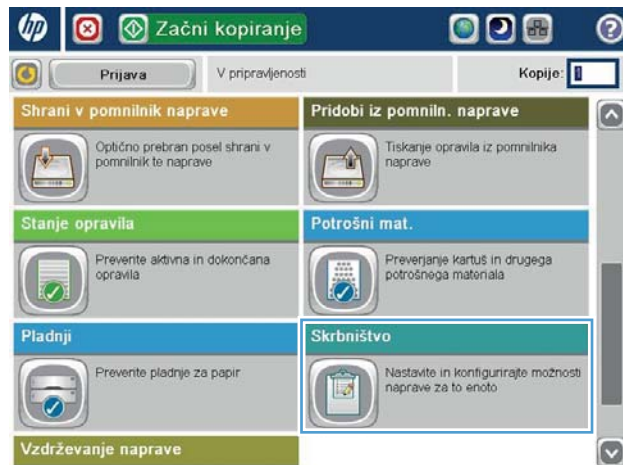 hp
Začni kopiranje
?
Prijava
V pripravljenosti
Kopije: 1
Shrani v pomnilnik naprave
Optično prebran posel shrani v
pomnilnik te naprave
Pridobi iz pomniln. naprave
Tiskanje opravila iz pomnilnika
naprave
Stanje opravila
Preverite aktivna in dokončana
opravila
Potrošni mat.
Preverjanje kartuš in drugega
potrošnega materiala
Pladnji
Preverite pladnje za papir
Skrbništvo
Nastavite in konfigurirajte možnosti
naprave za to enoto
Vzdrževanje naprave